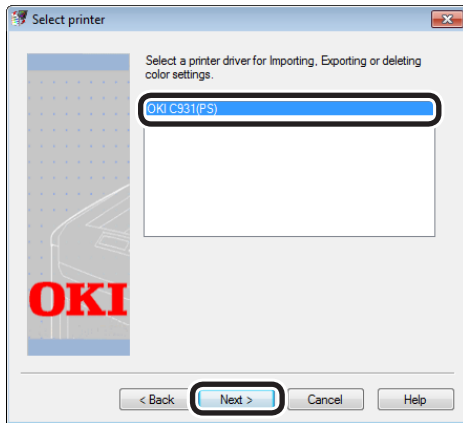 Select printer
Select a printer driver for Importing, Exporting or deleting
color settings.
OKI C931(PS)
OKI
< Back Next > Cancel Help